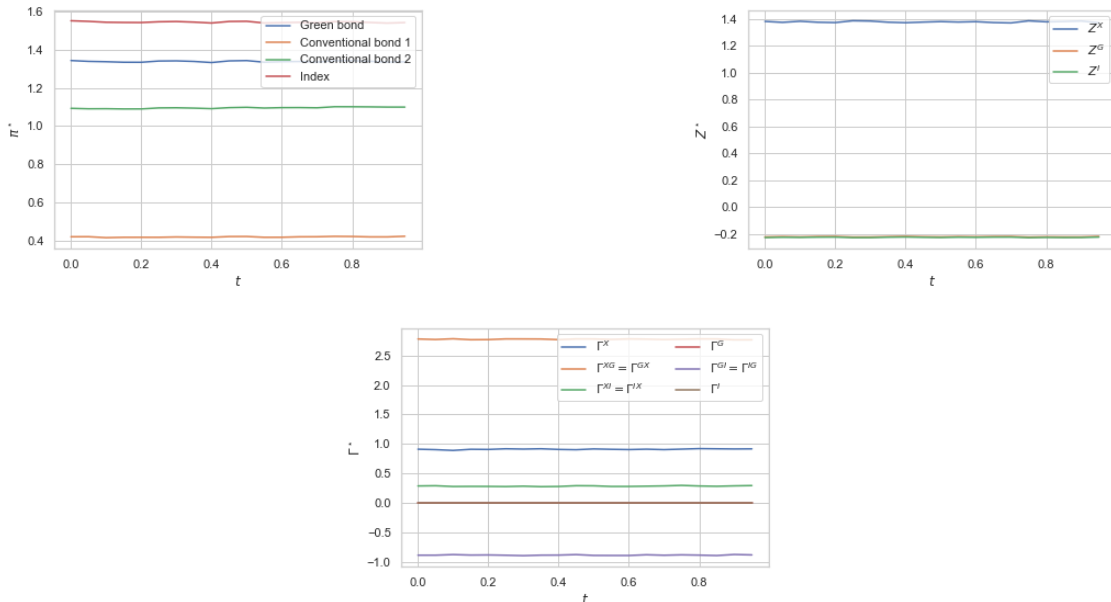 1.6
1.4
1.2
1.0
0.8
0.6
0.4
π*
0.0 0.2 0.4 0.6 0.8
t
Green bond
Conventional bond 1
Conventional bond 2
Index
1.4
1.2
1.0
0.8
0.6
0.4
0.2
0.0
−0.2
Z*
0.0 0.2 0.4 0.6 0.8
t
Z^X
Z^G
Z^I
2.5
2.0
1.5
1.0
0.5
0.0
−0.5
−1.0
Γ*
0.0 0.2 0.4 0.6 0.8
t
Γ^X
Γ^{XG} = Γ^{GX}
Γ^{XI} = Γ^{IX}
Γ^G
Γ^{GI} = Γ^{IG}
Γ^I